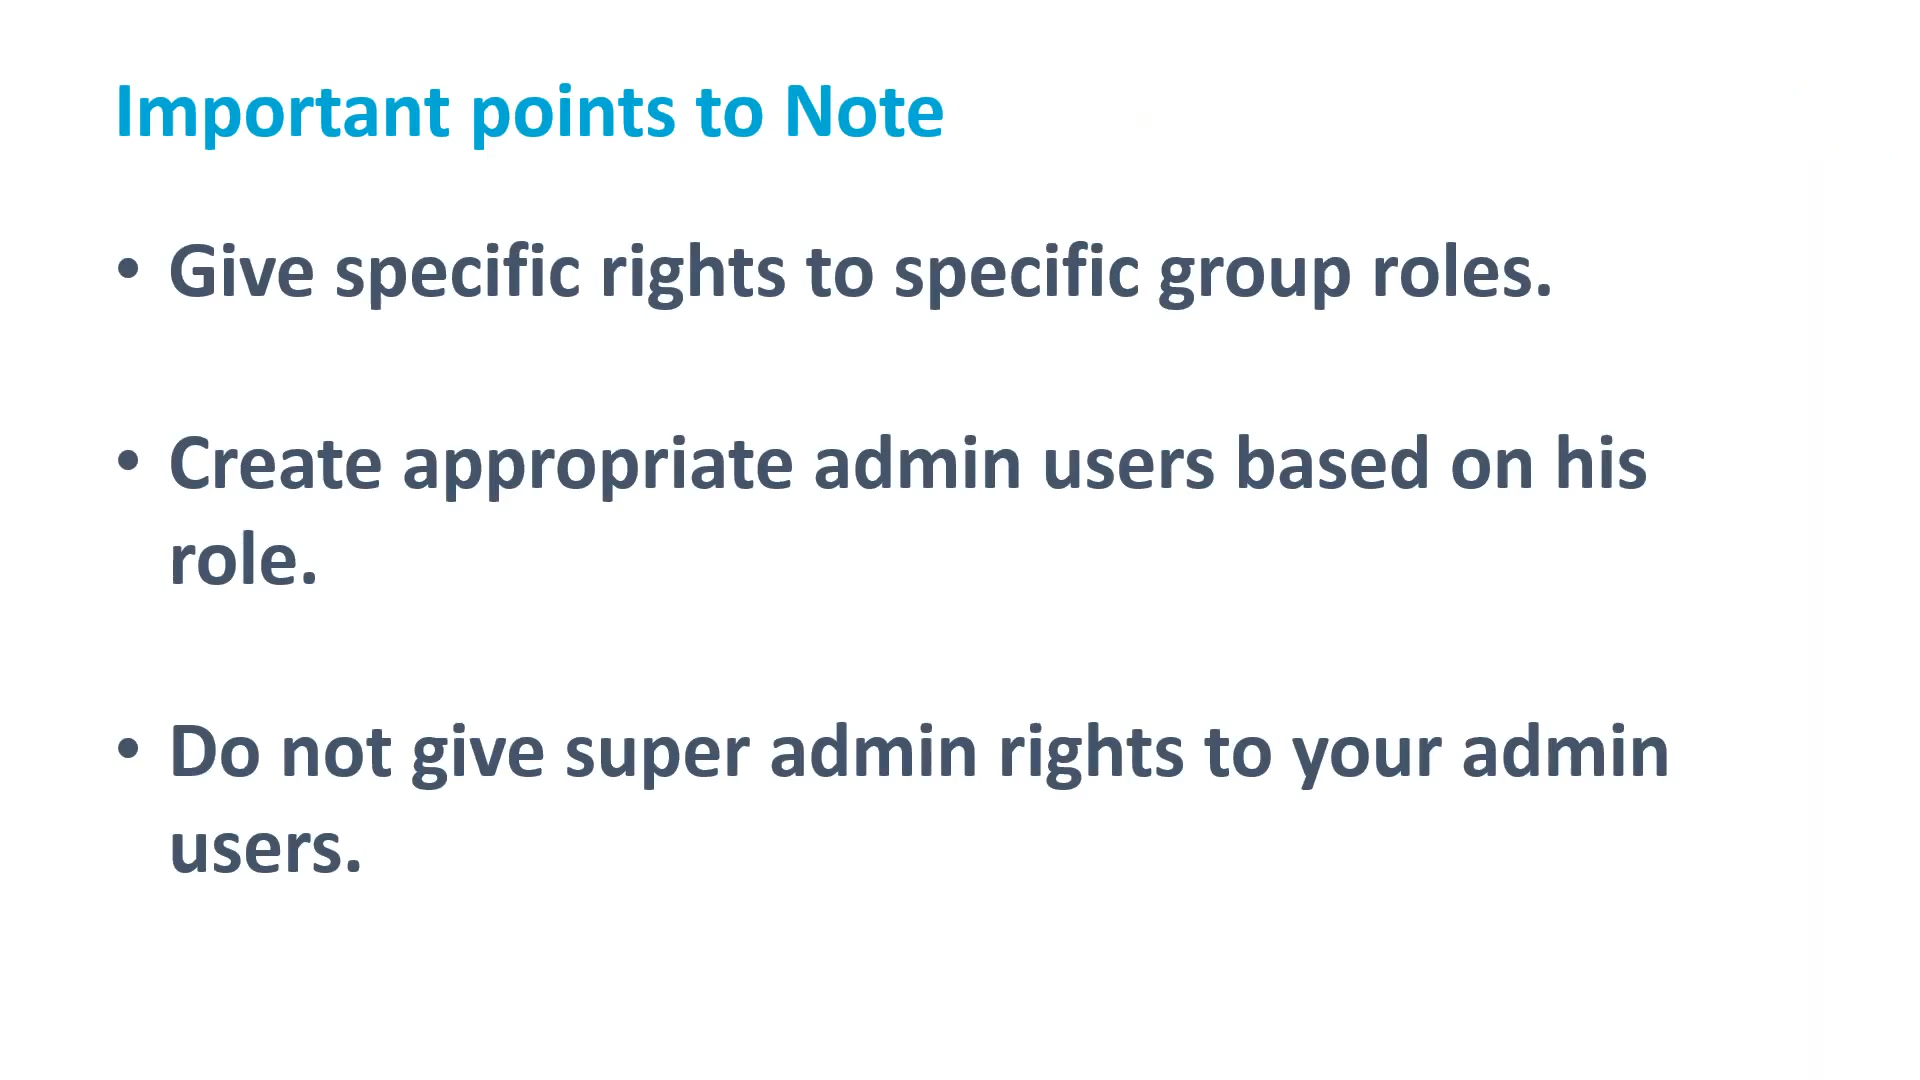 Important points to Note
• Give specific rights to specific group roles.
• Create appropriate admin users based on his
role.
• Do not give super admin rights to your admin
users.